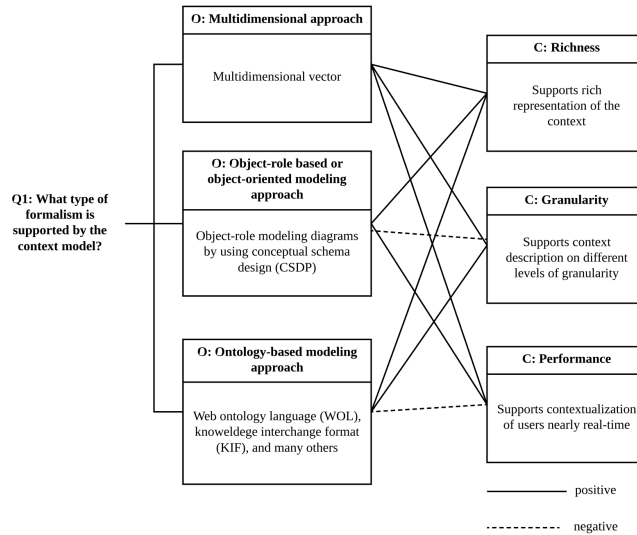 O: Multidimensional approach
Multidimensional vector
Q1: What type of
formalism is
supported by the
context model?
O: Object-role based or
object-oriented modeling
approach
Object-role modeling diagrams
by using conceptual schema
design (CSDP)
O: Ontology-based modeling
approach
Web ontology language (WOL),
knoweledege interchange format
(KIF), and many others
C: Richness
Supports rich
representation of the
context
C: Granularity
Supports context
description on different
levels of granularity
C: Performance
Supports contextualization
of users nearly real-time
positive
negative